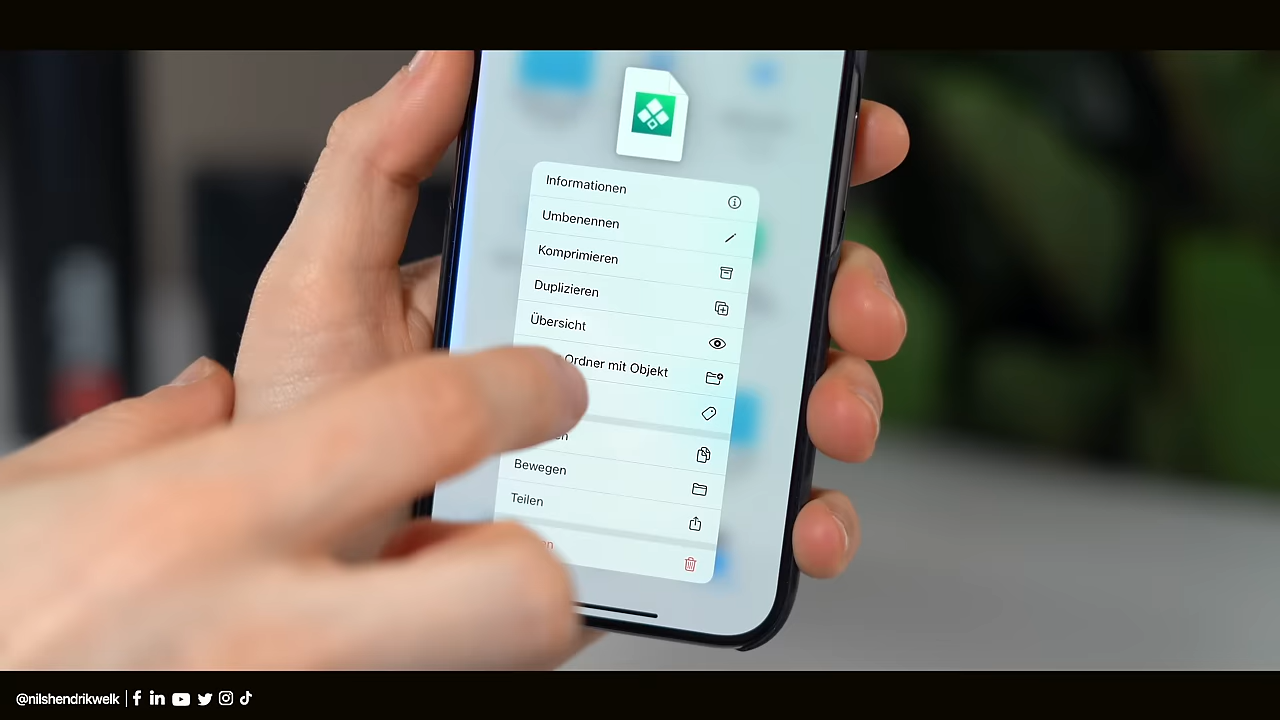 Informationen
Umbenennen
Komprimieren
Duplizieren
Übersicht
Ordner mit Objekt
Bewegen
Teilen
@nilshendrikwelk